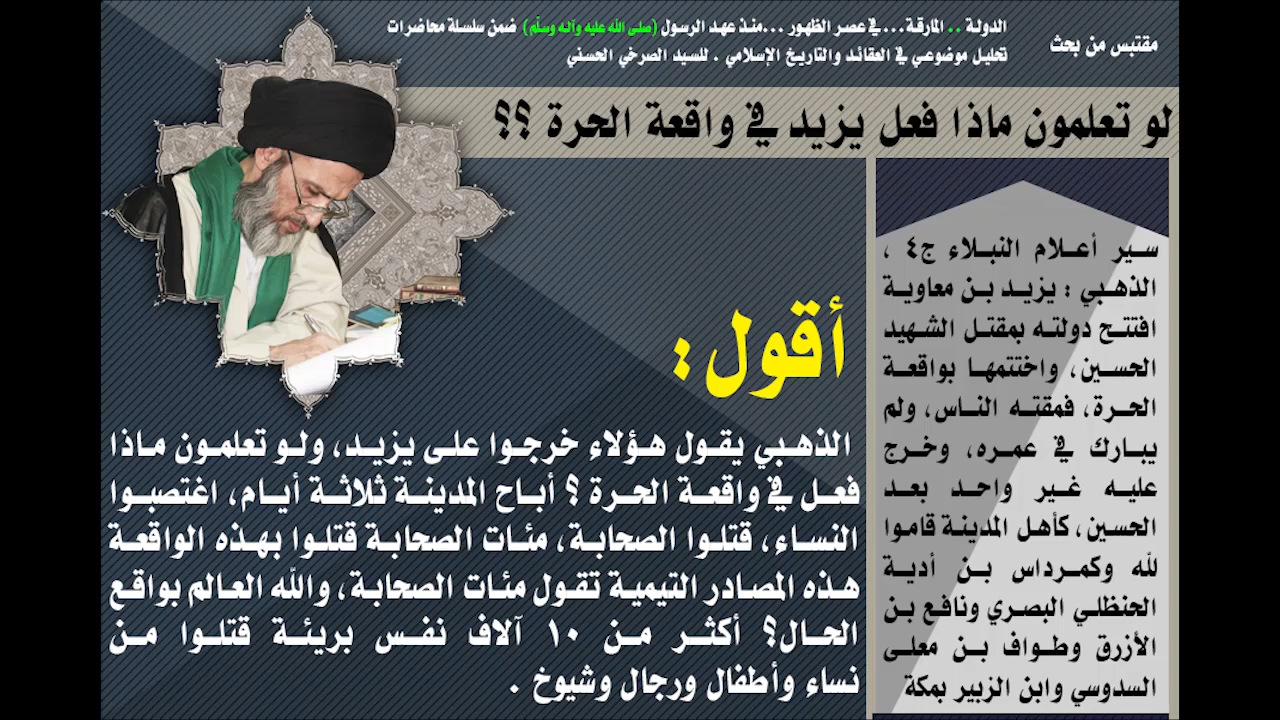 مقتبس من بحث
الدولة .. المارقة...في عصر الظهور ...منذ عهد الرسول (صلى الله عليه وآله وسلّم) ضمن سلسلة محاضرات
تحليل موضوعي في العقائد والتاريخ الإسلامي . للسيد الصرخي الحسني
لو تعلمون ماذا فعل يزيد في واقعة الحرة ؟؟
سير أعلام النبلاء ج٤ ،
الذهبي : يزيد بن معاوية
افتتح دولته بمقتل الشهيد
الحسين، واختتمها بواقعة
الحرة، فمقته الناس، ولم
يبارك في عمره، وخرج
عليه غير واحد بعد
الحسين، كأهل المدينة قاموا
لله وكمرداس بن أدية
الحنظلي البصري ونافع بن
الأزرق وطواف بن معلى
السدوسي وابن الزبير بمكة
أقول :
الذهبي يقول هؤلاء خرجوا على يزيد، ولو تعلمون ماذا
فعل في واقعة الحرة ؟ أباح المدينة ثلاثة أيام، اغتصبوا
النساء، قتلوا الصحابة، مئات الصحابة قتلوا بهذه الواقعة
هذه المصادر التيمية تقول مئات الصحابة، والله العالم بواقع
الحال؟ أكثر من ١٠ آلاف نفس بريئة قتلوا من
نساء وأطفال ورجال وشيوخ .